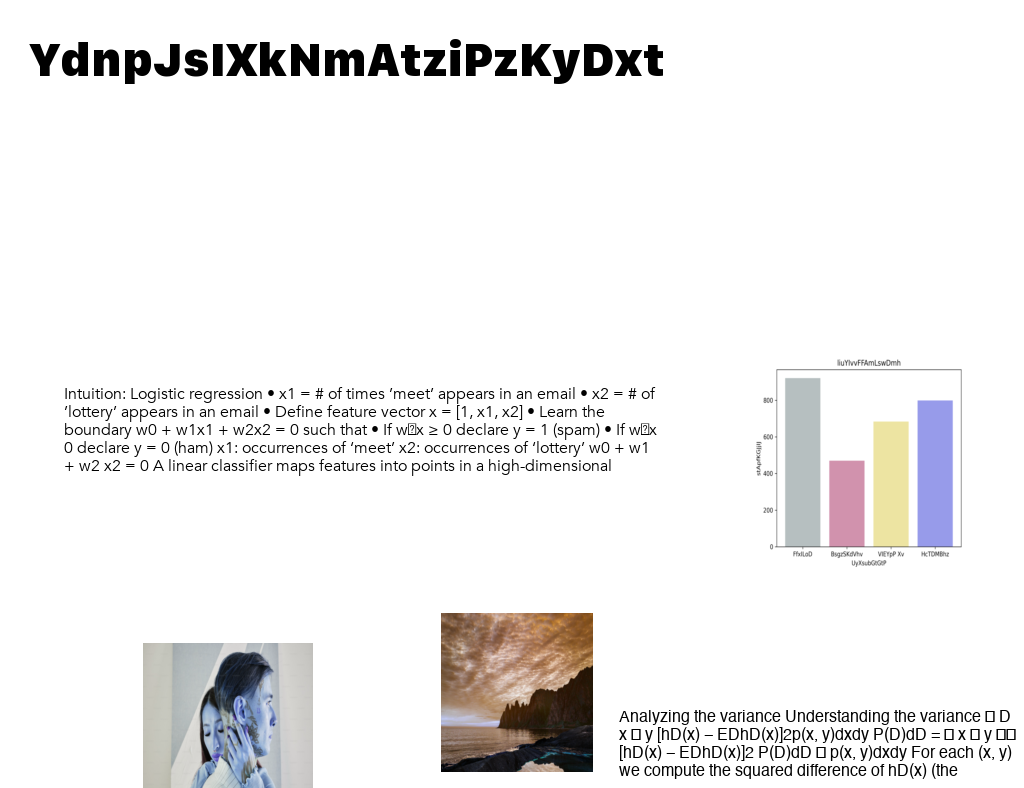 YdnpJsIXkNmAtziPzKyDxt
Intuition: Logistic regression • x1 = # of times ‘meet’ appears in an email • x2 = # of
‘lottery’ appears in an email • Define feature vector x = [1, x1, x2] • Learn the
boundary w0 + w1x1 + w2x2 = 0 such that • If w⍰x ≥ 0 declare y = 1 (spam) • If w⍰x
0 declare y = 0 (ham) x1: occurrences of ‘meet’ x2: occurrences of ‘lottery’ w0 + w1
+ w2 x2 = 0 A linear classifier maps features into points in a high-dimensional
800
600
400
200
0
FfxILoD
HcTDMBhz
UyXsubGtGtP
Analyzing the variance Understanding the variance □ D
x □ y [hD(x) – EDhD(x)]2p(x, y)dxdy P(D)dD = □ x □ y □□
[hD(x) – EDhD(x)]2 P(D)dD □ p(x, y)dxdy For each (x, y)
we compute the squared difference of hD(x) (the